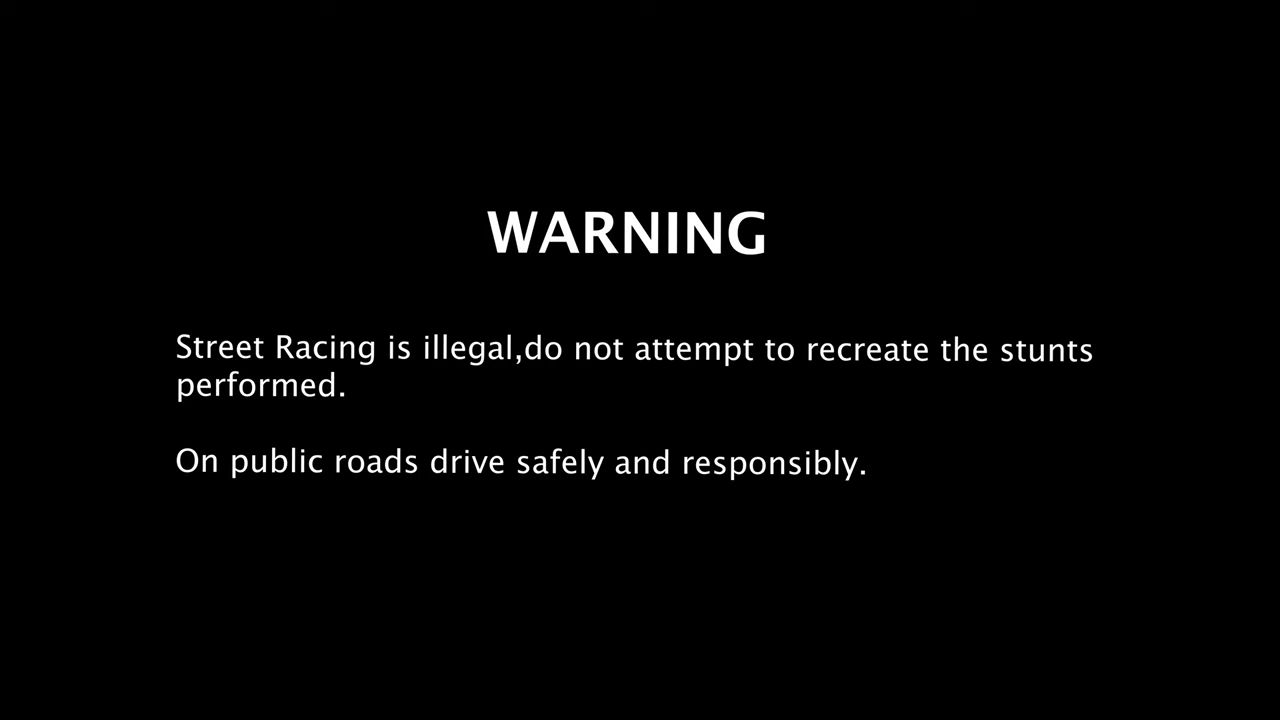 WARNING
Street Racing is illegal,do not attempt to recreate the stunts
performed.
On public roads drive safely and responsibly.